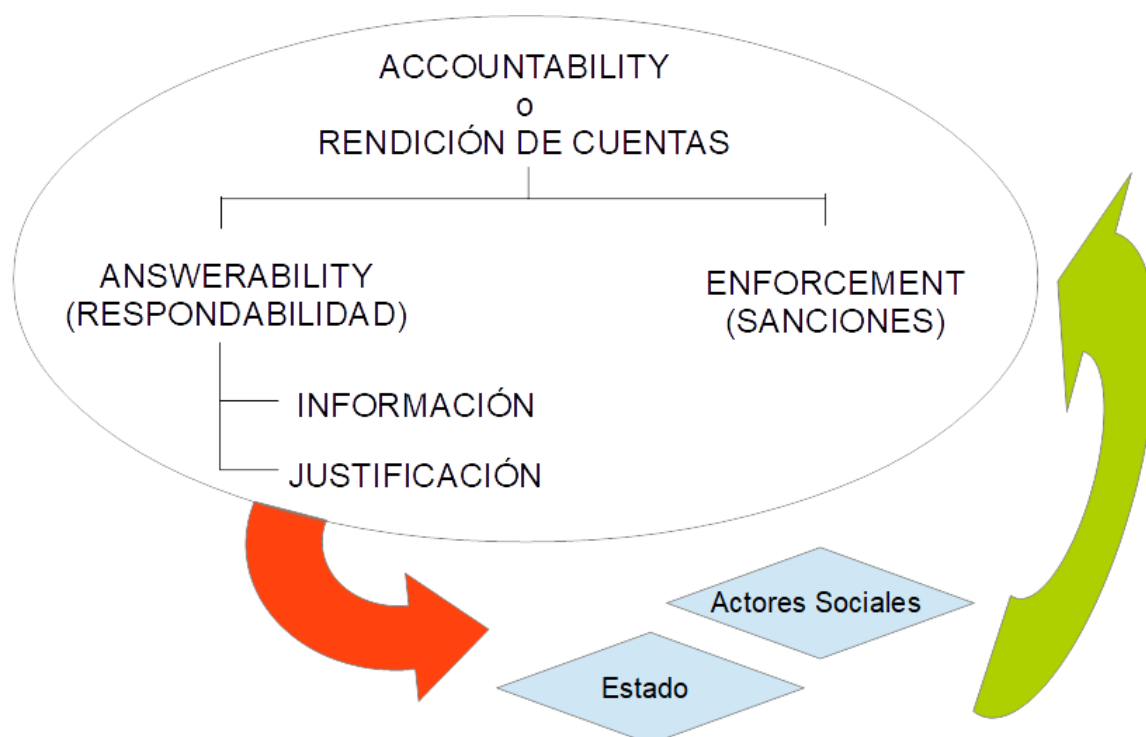 ACCOUNTABILITY
o
RENDICIÓN DE CUENTAS
ANSWERABILITY
(RESPONDABILIDAD)
ENFORCEMENT
(SANCIONES)
INFORMACIÓN
JUSTIFICACIÓN
Actores Sociales
Estado